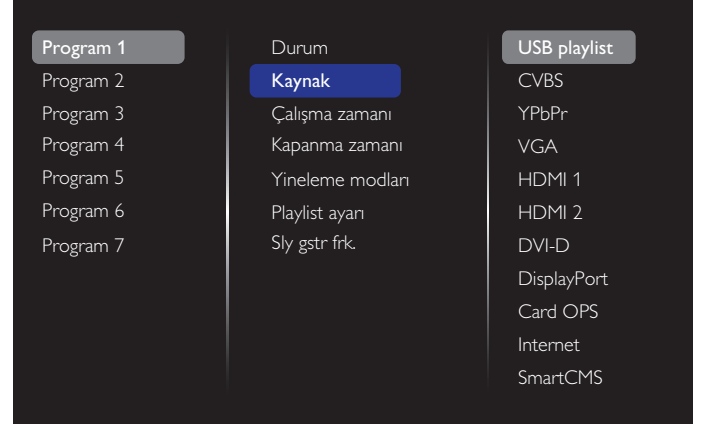 Program 1
Program 2
Program 3
Program 4
Program 5
Program 6
Program 7
Durum
Kaynak
Çalışma zamanı
Kapanma zamanı
Yineleme modları
Playlist ayarı
Sly gstr frk.
USB playlist
CVBS
YPbPr
VGA
HDMI 1
HDMI 2
DVI-D
DisplayPort
Card OPS
Internet
SmartCMS